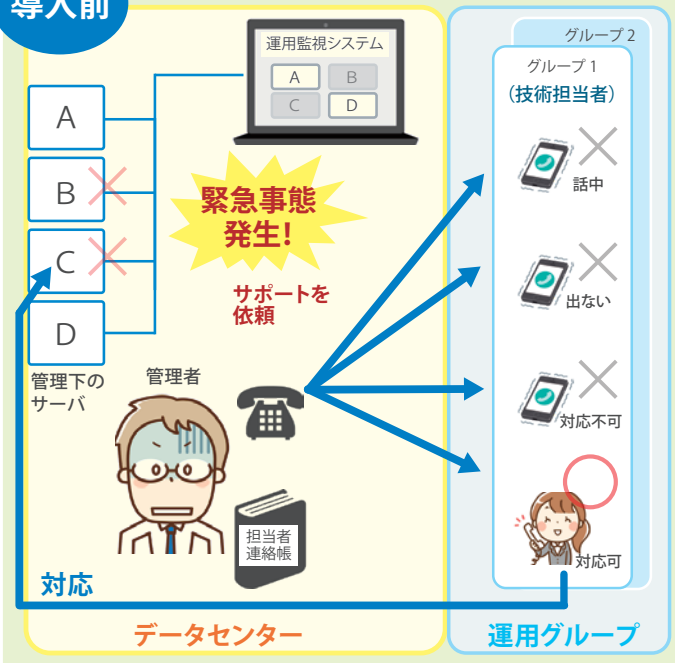 導入前
運用監視システム
A
B
C
D
A
B
C
D
管理下の
サーバ
緊急事態
発生！
サポートを
依頼
管理者
担当者
連絡帳
対応
データセンター
グループ 2
グループ 1
（技術担当者）
話中
出ない
対応不可
対応可
運用グループ